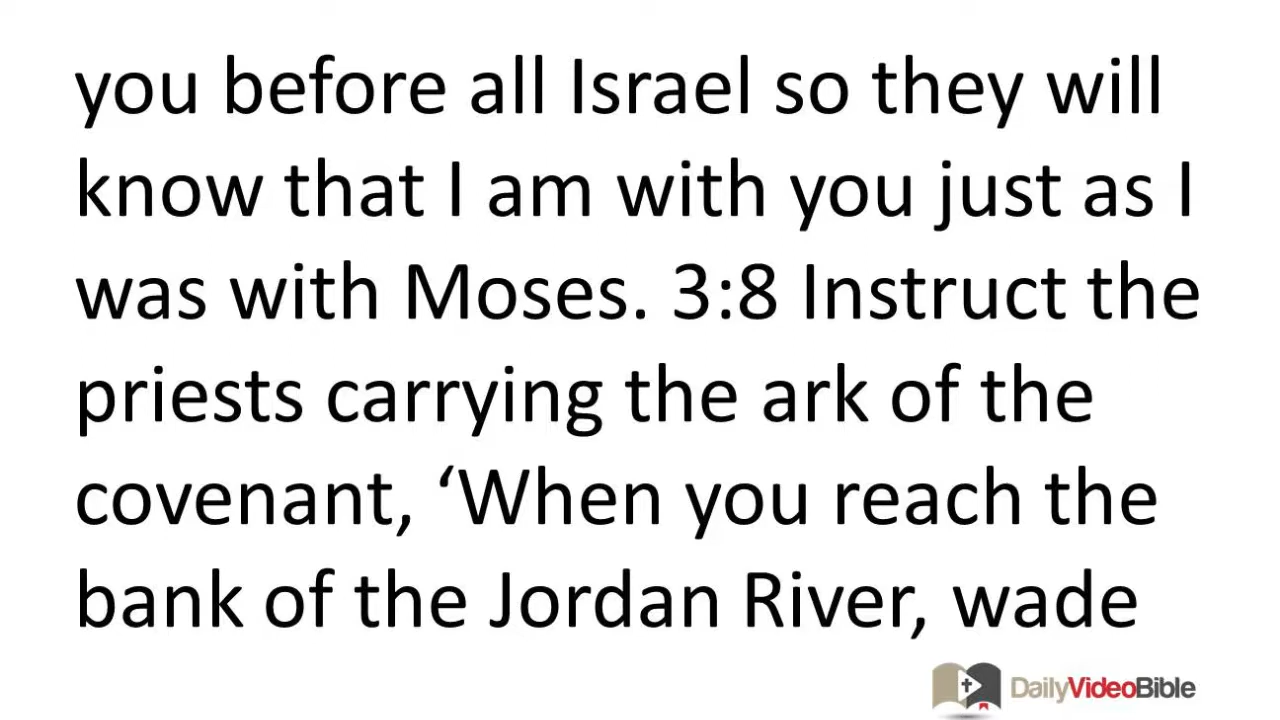 you before all Israel so they will
know that I am with you just as I
was with Moses. 3:8 Instruct the
priests carrying the ark of the
covenant, ‘When you reach the
bank of the Jordan River, wade
DailyVideoBible